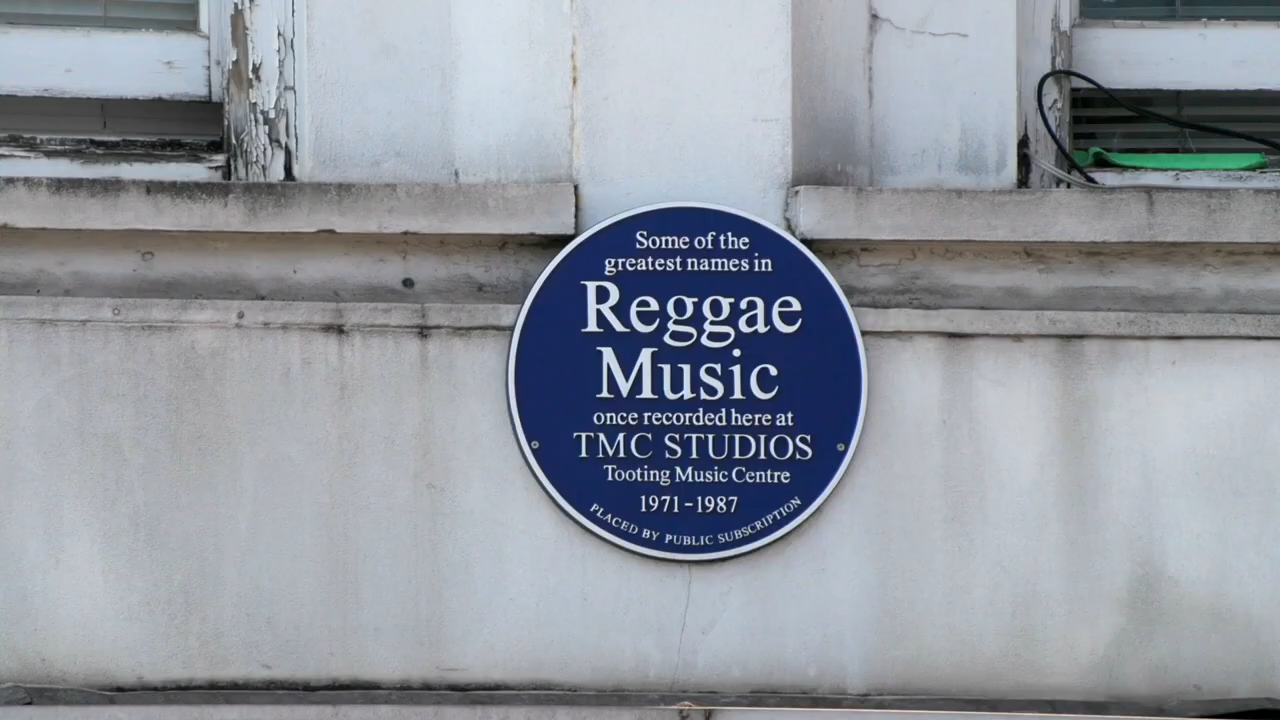 Some of the
greatest names in
Reggae
Music
once recorded here at
TMC STUDIOS
Tooting Music Centre
1971-1987
PLACED BY PUBLIC SUBSCRIPTION